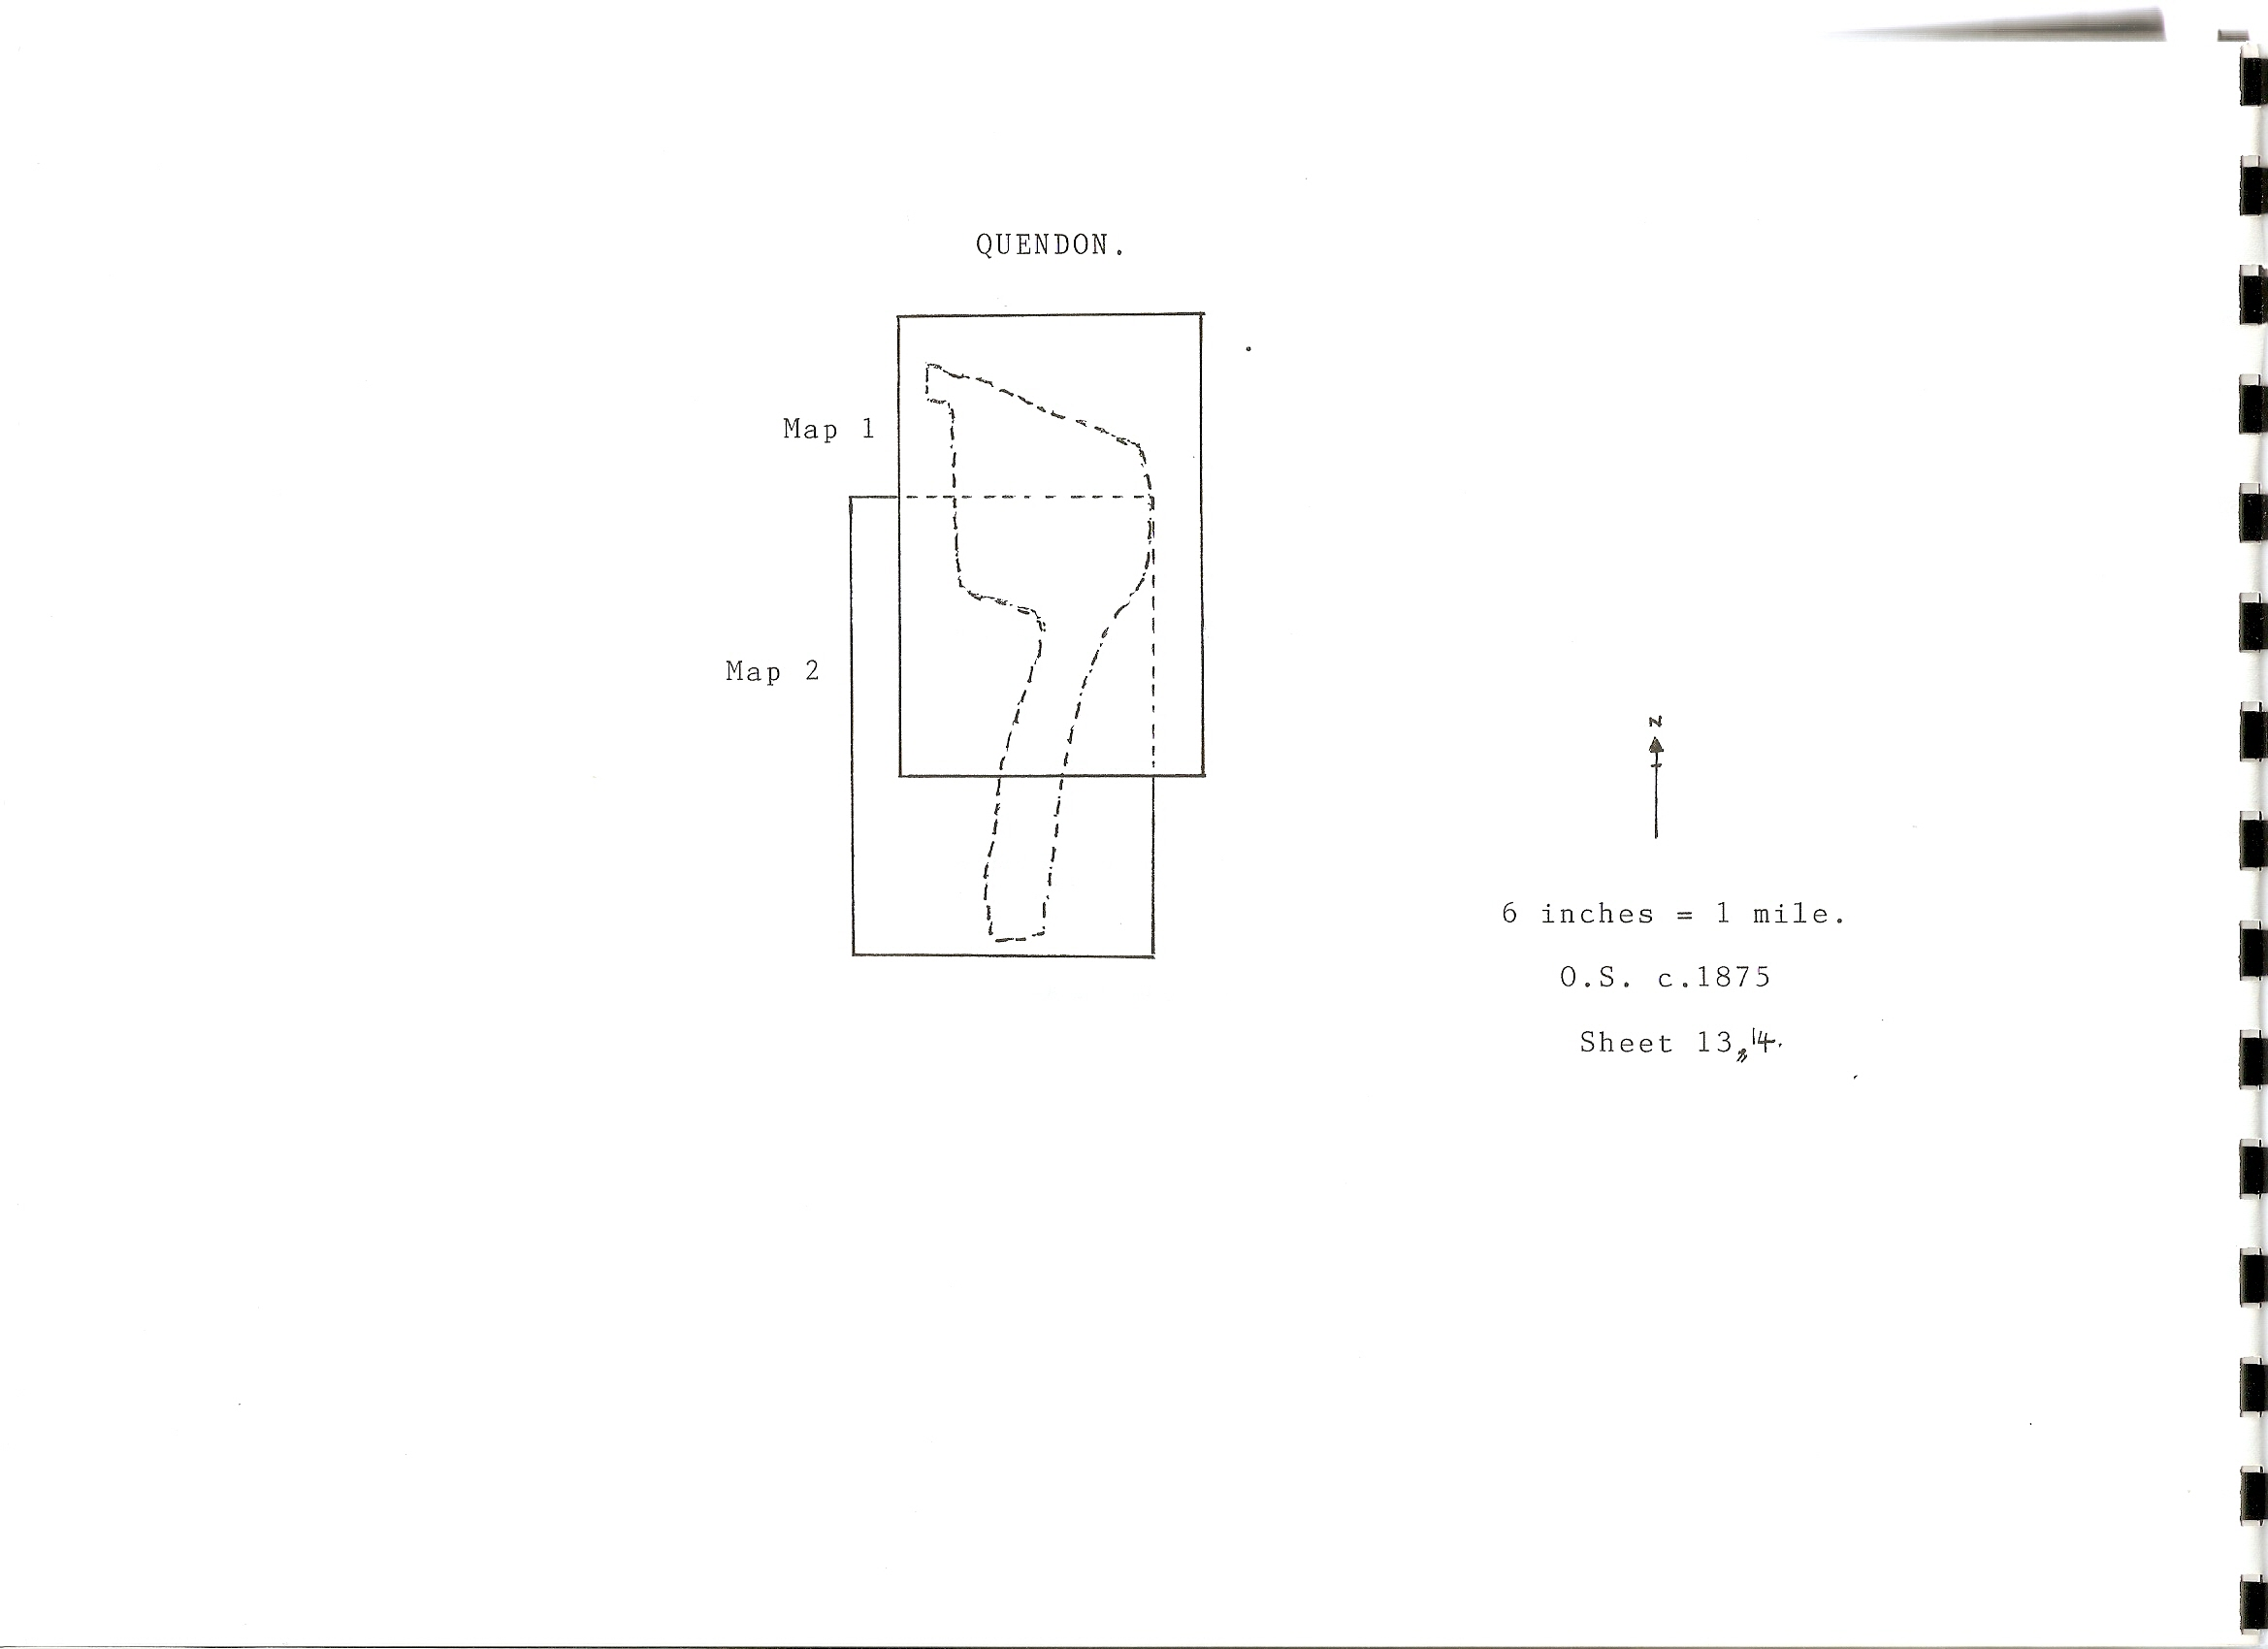 QUENDON.
Map 1
Map 2
N
6 inches = 1 mile.
O.S. c.1875
Sheet 13,14.